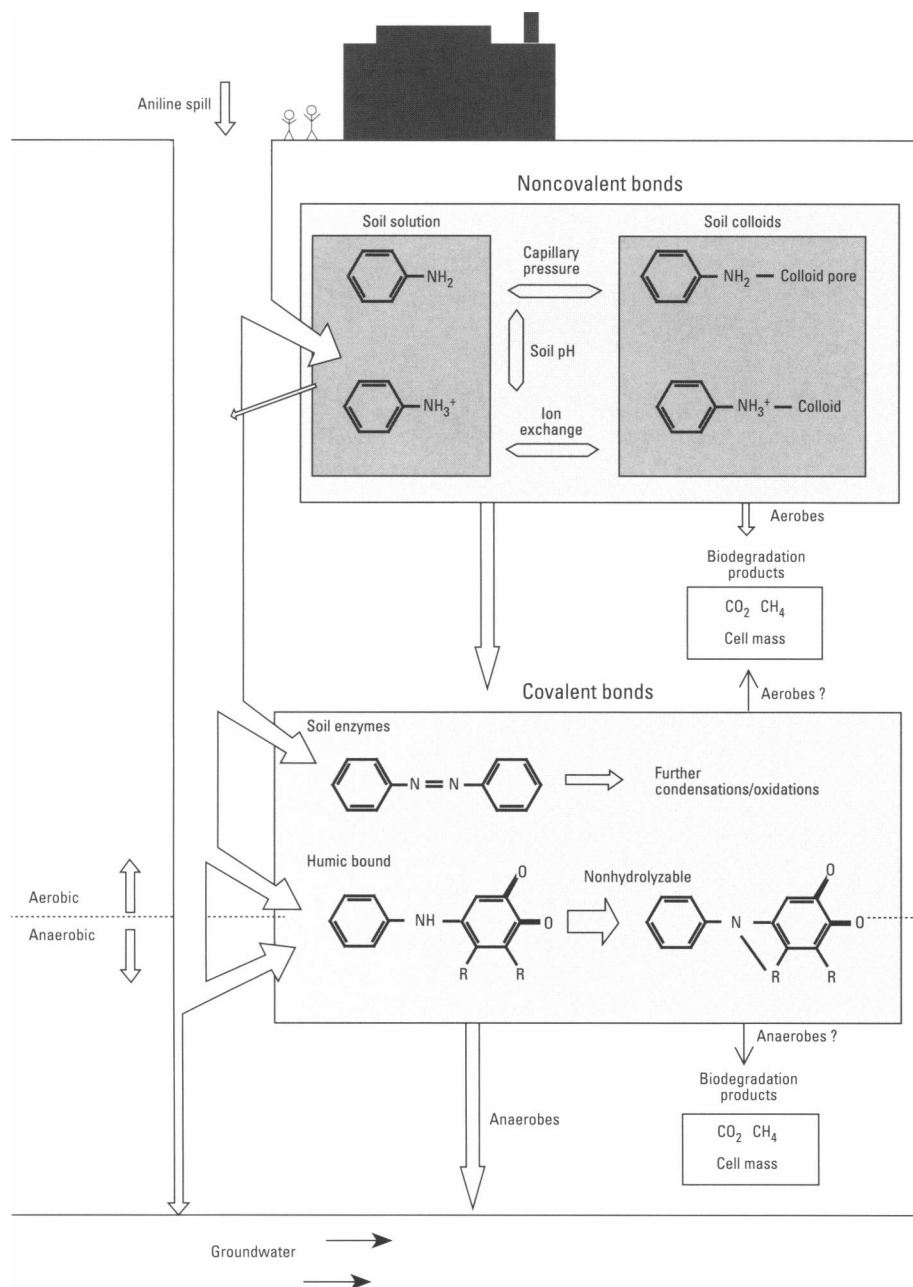 Aniline spill
Noncovalent bonds
Soil solution
Soil colloids
NH2
Capillary
pressure
NH2 — Colloid pore
Soil pH
NH3+
Ion
exchange
NH3+ — Colloid
Aerobes
Biodegradation
products
CO2 CH4
Cell mass
Covalent bonds
Aerobes ?
Soil enzymes
N = N
Further
condensations/oxidations
Humic bound
Nonhydrolyzable
NH
O
O
R
R
N
O
O
R
R
Aerobic
Anaerobic
Anaerobes ?
Biodegradation
products
Anaerobes
CO2 CH4
Cell mass
Groundwater